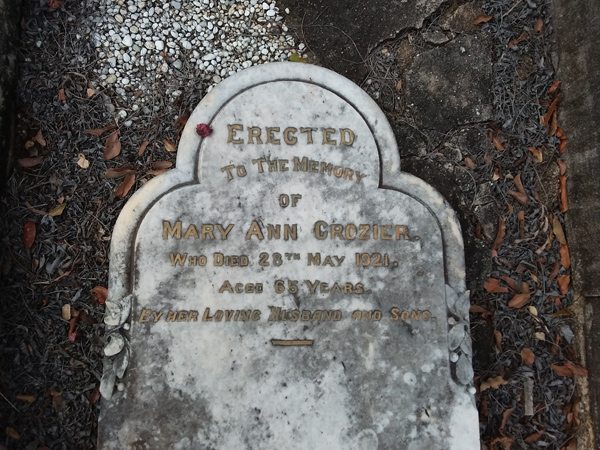 ERECTED
TO THE MEMORY
OF
MARY ANN CROZIER.
WHO DIED 28TH MAY 1921.
AGED 65 YEARS
BY HER LOVING HUSBAND AND SONS.